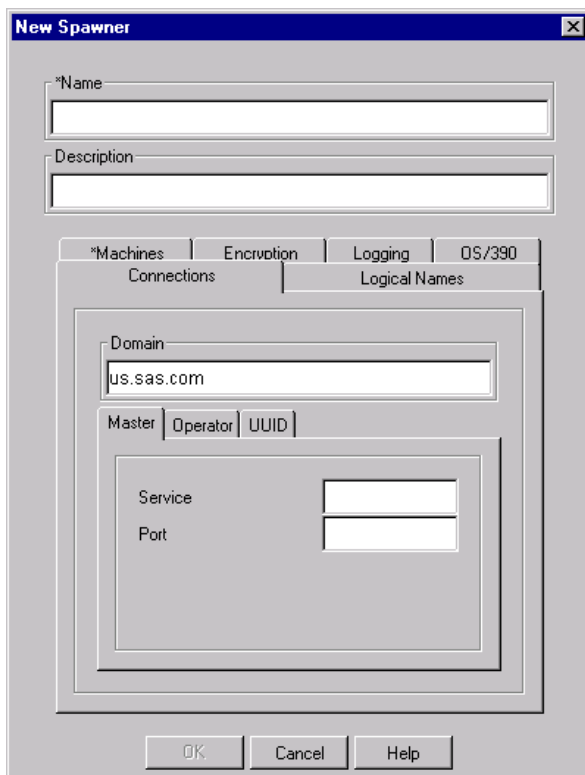 New Spawner
*Name
Description
*Machines Encryption Logging OS/390
Connections Logical Names
Domain
us.sas.com
Master Operator UUID
Service
Port
OK Cancel Help